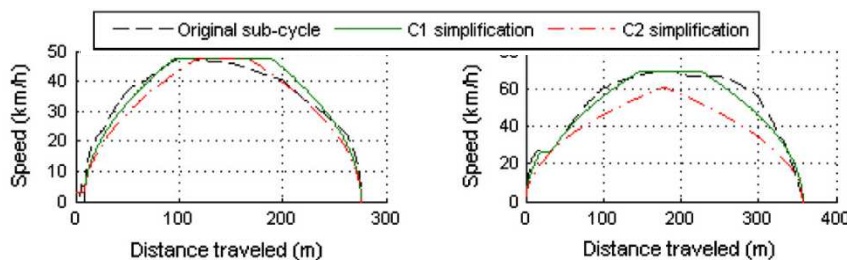 Original sub-cycle C1 simplification C2 simplification
50
40
30
20
10
0
Speed (km/h)
0 100 200 300
Distance traveled (m)
80
60
40
20
0
Speed (km/h)
0 100 200 300 400
Distance traveled (m)